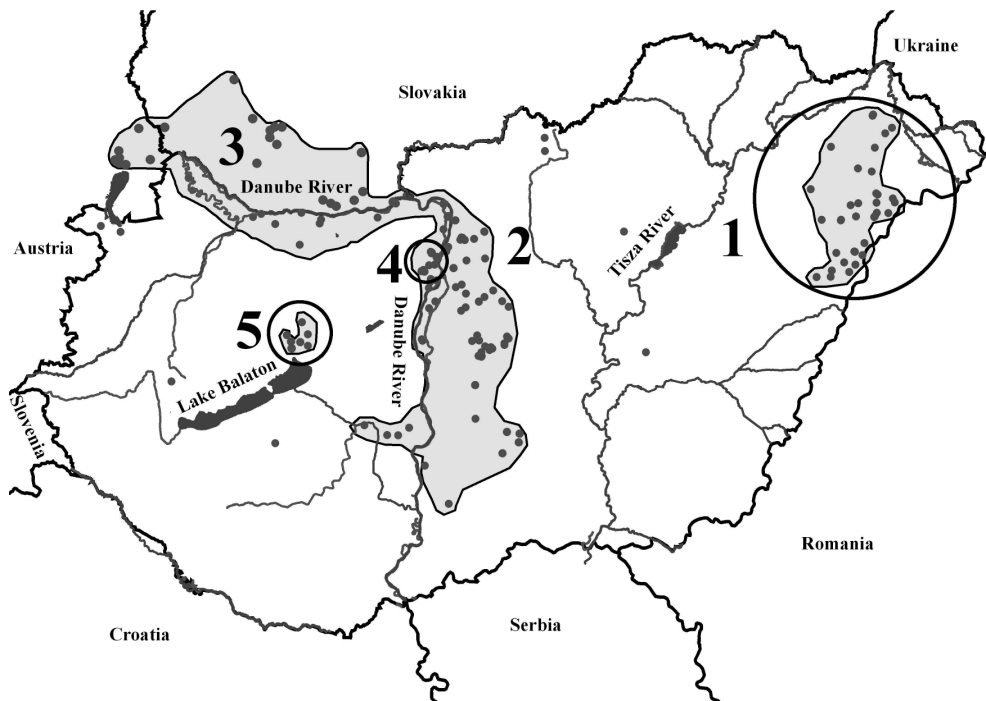 Ukraine
Slovakia
3
Danube River
1
2
Tisza River
Austria
4
Danube River
5
Lake Balaton
Slovenia
Romania
Serbia
Croatia